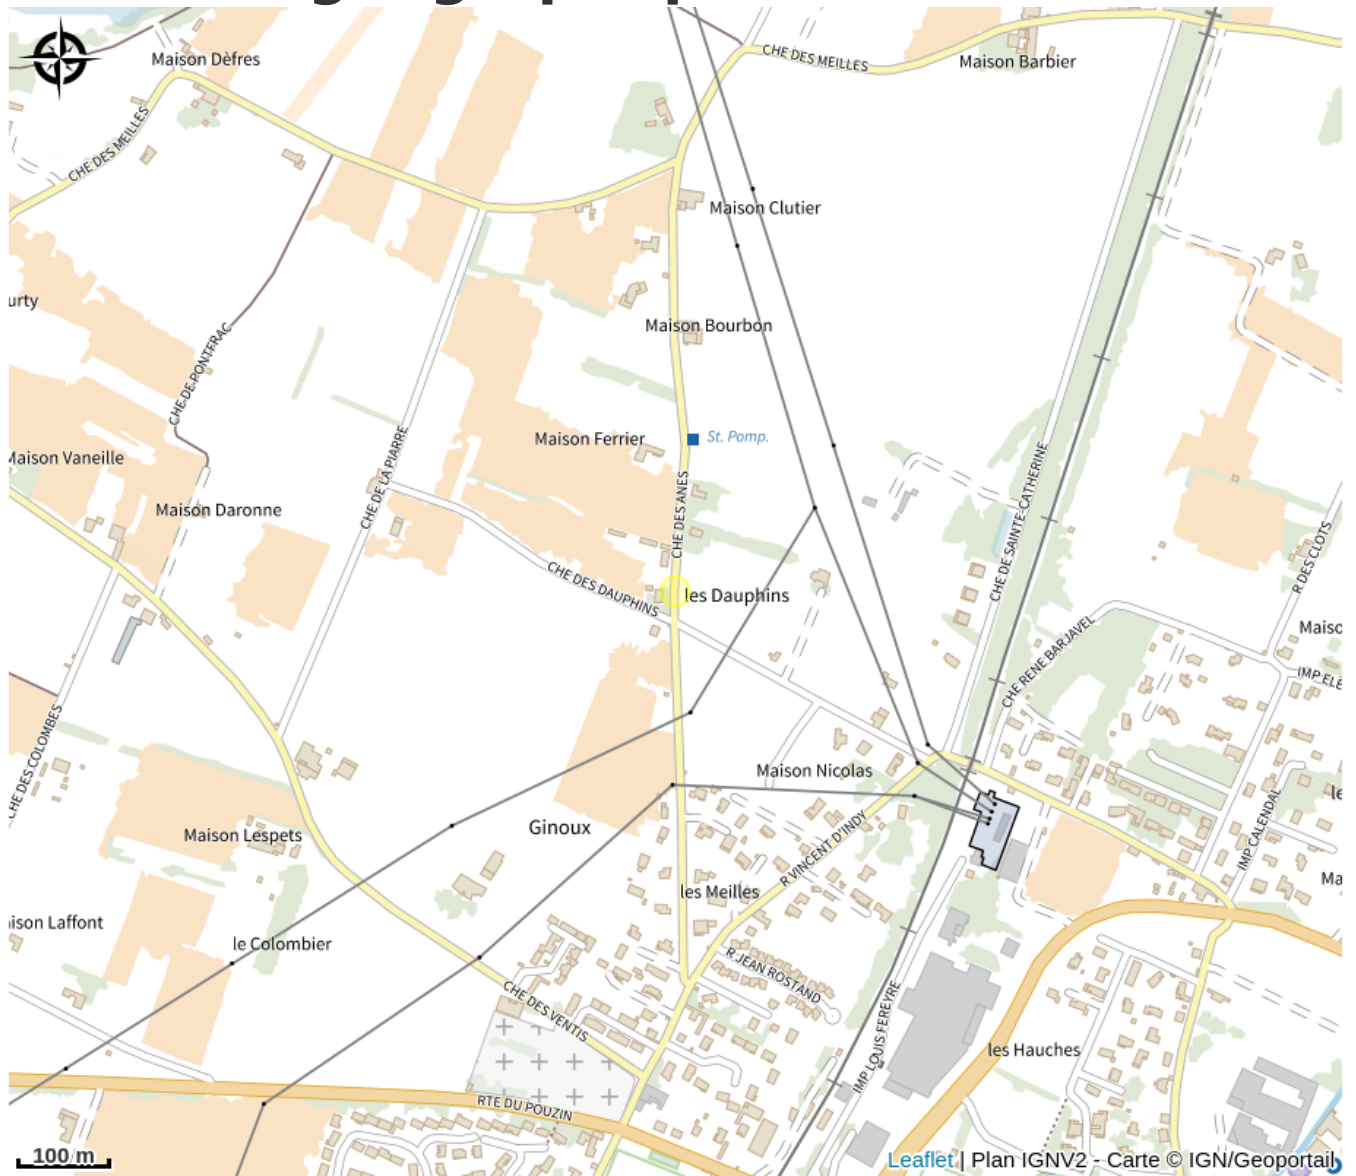 Maison Dèfres
CHE DES MEILLES
Maison Barbier
CHE DES MEILLES
Maison Clutier
urty
Maison Bourbon
CHE DE PONTFRAC
Maison Ferrier
St. Pomp.
Maison Vaneille
CHE DE LA PIARRE
CHE DES ANES
Maison Daronne
CHE DE SAINTE-CATHERINE
R DES CLOTS
CHE DES DAUPHINS
les Dauphins
Maisc
CHE RENE BARJAVEL
IMP ELE
CHE DES COLOMBES
Maison Nicolas
le
Ginoux
Maison Lespets
R VINCENT D'INDY
IMP CALENDAL
les Meilles
Ma
aison Laffont
le Colombier
R JEAN ROSTAND
CHE DES VENTIS
IMP LOUIS FEREYRE
les Hauches
RTE DU POUZIN
100 m
Leaflet | Plan IGNV2 - Carte © IGN/Geoportail